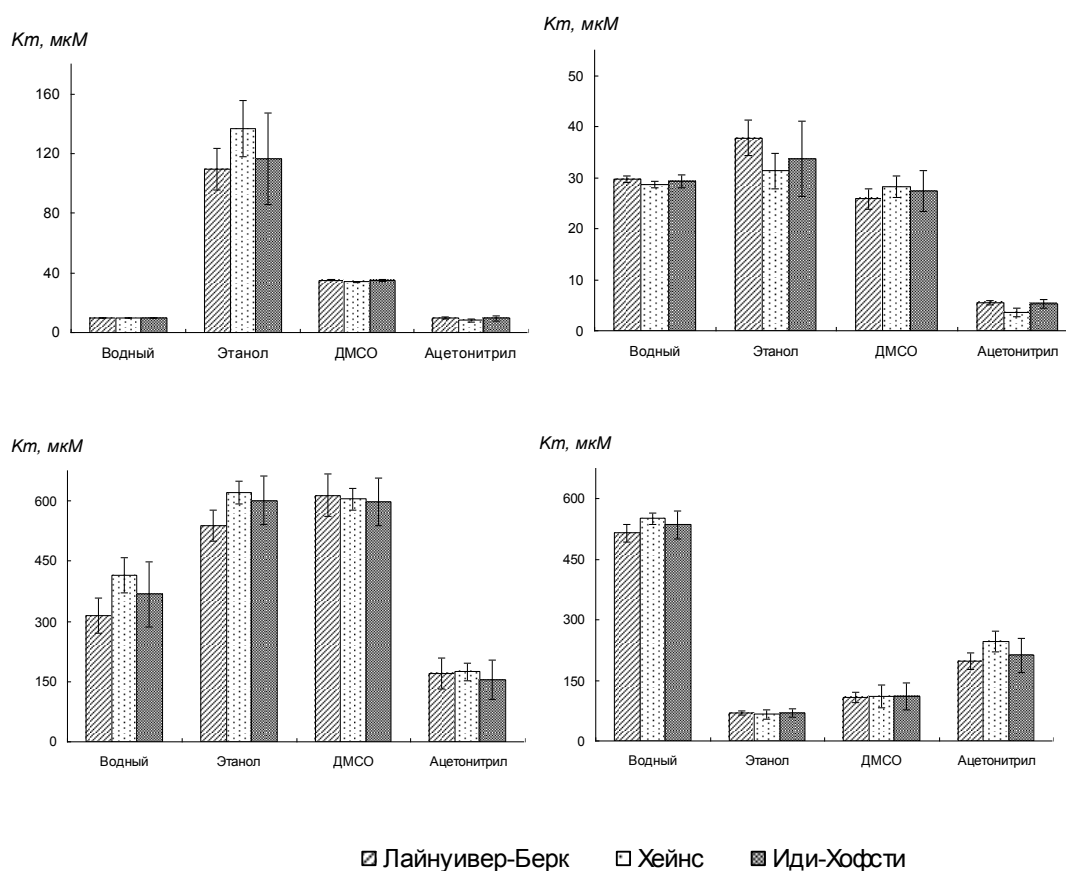 Km, мкМ
160
120
80
40
0
Водный Этанол ДМСО Ацетонитрил
Km, мкМ
50
40
30
20
10
0
Водный Этанол ДМСО Ацетонитрил
Km, мкМ
600
450
300
150
0
Водный Этанол ДМСО Ацетонитрил
Km, мкМ
600
450
300
150
0
Водный Этанол ДМСО Ацетонитрил
Лайнуивер-Берк Хейнс Иди-Хофсти